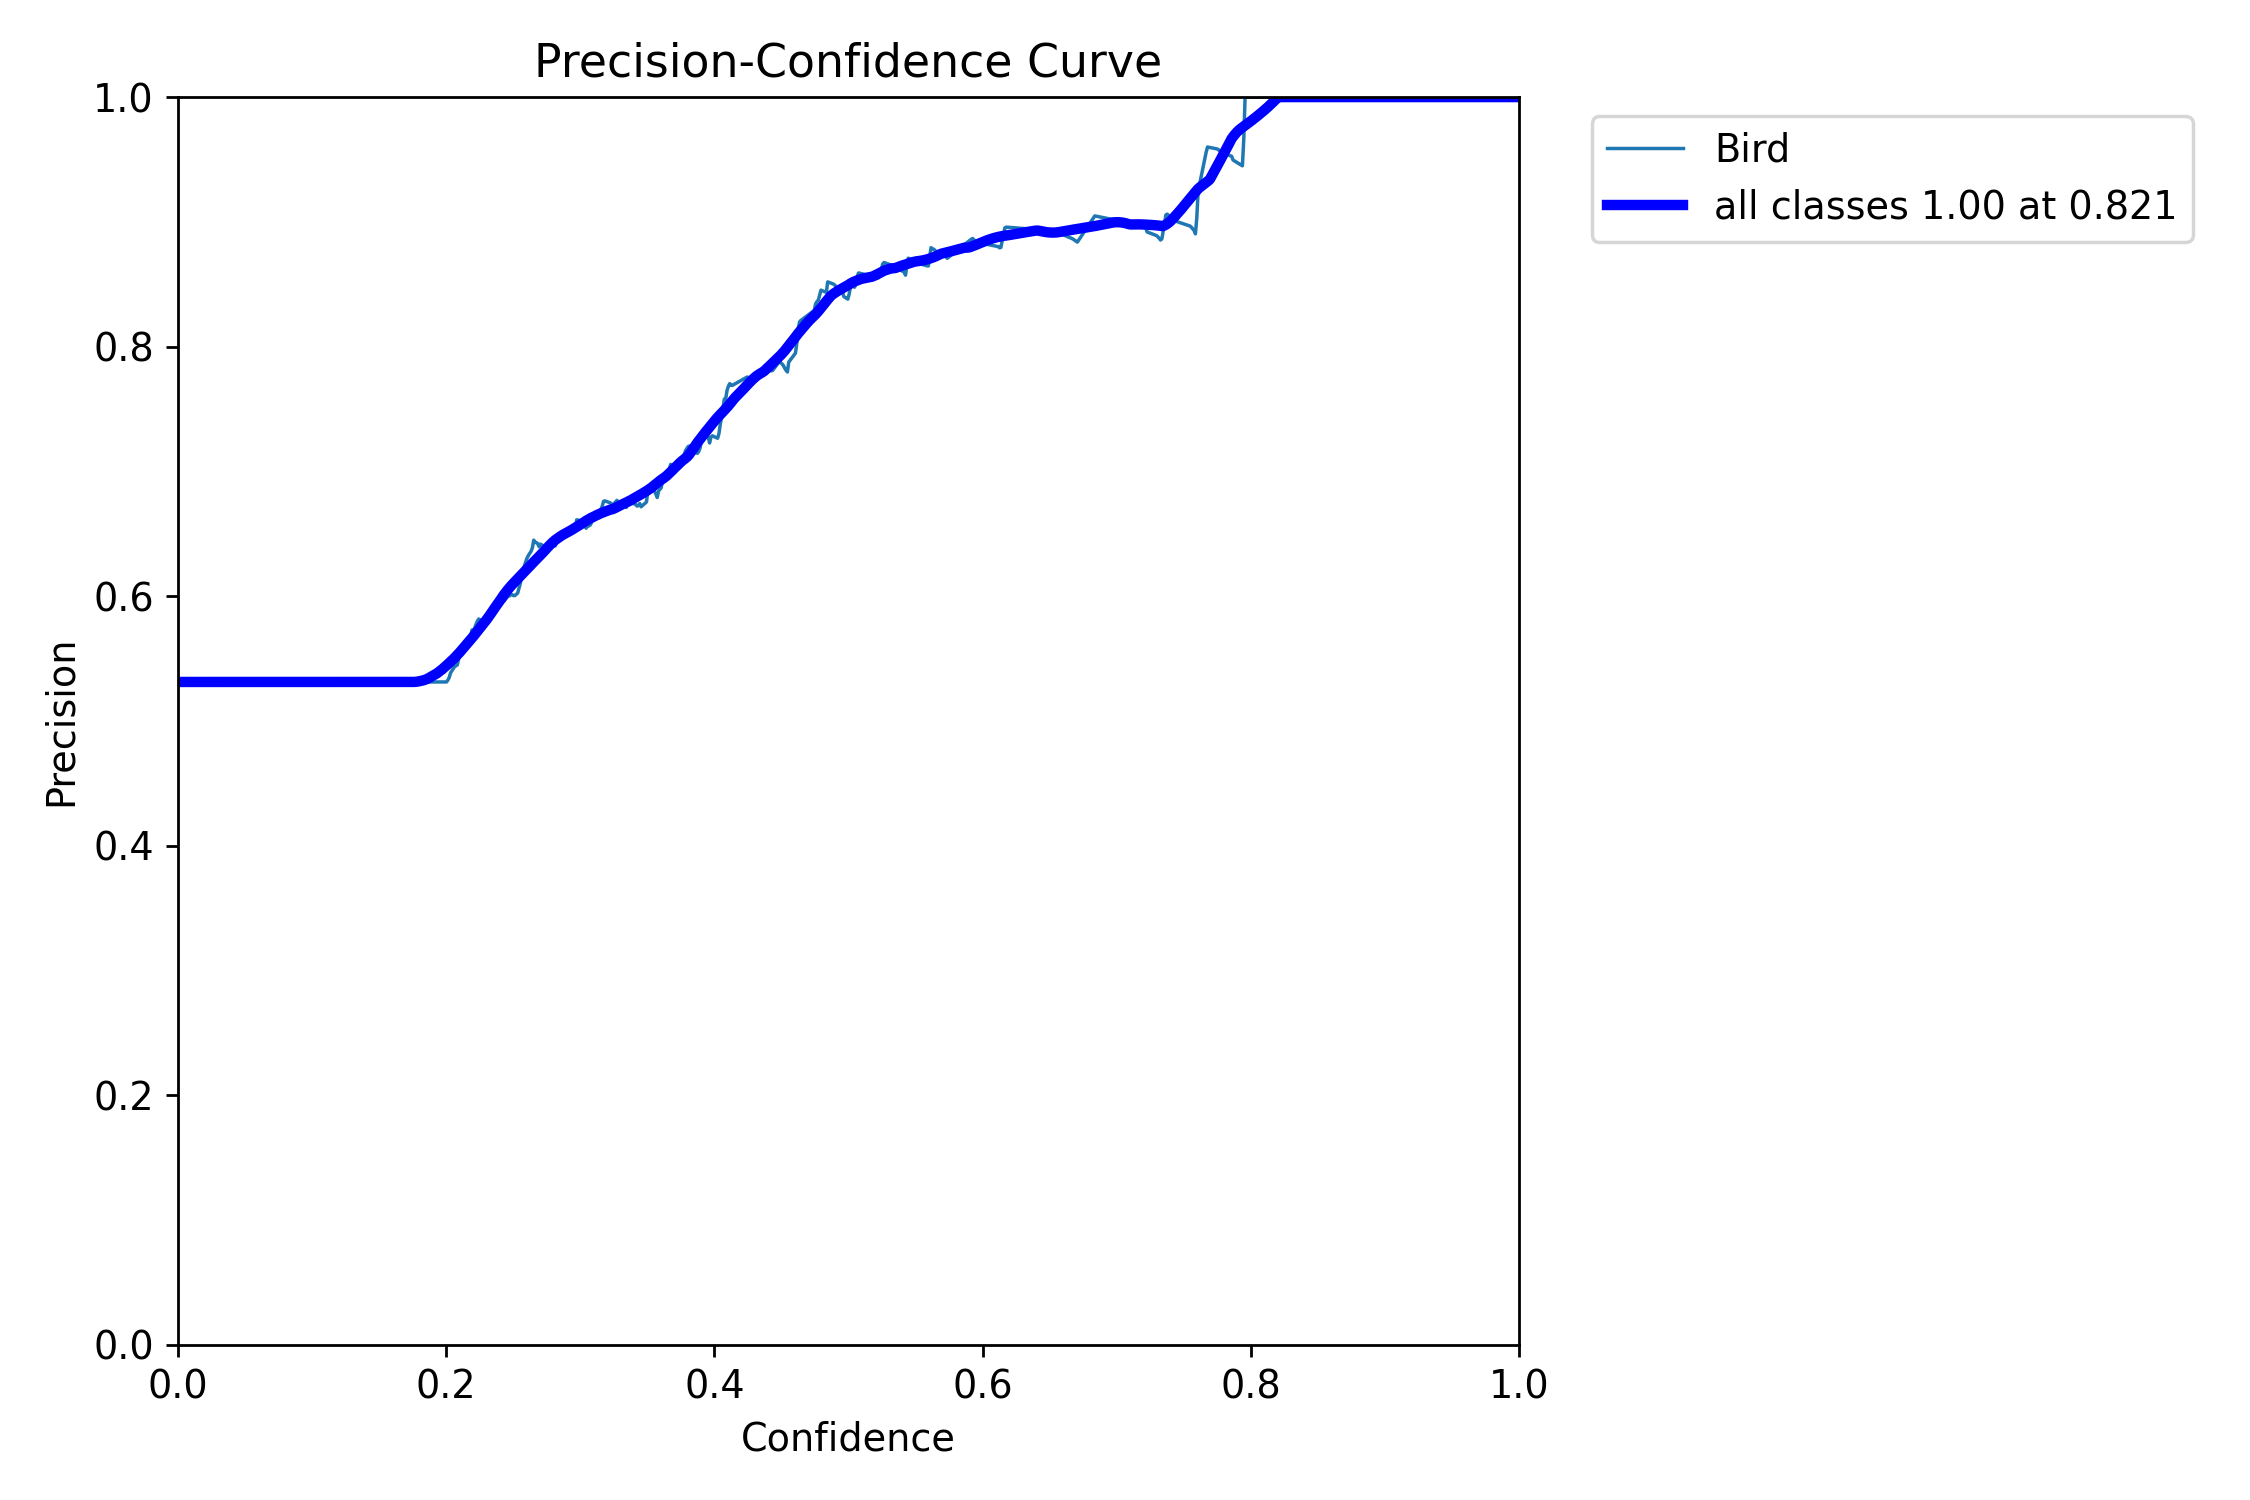 Precision-Confidence Curve
1.0
0.8
0.6
0.4
0.2
0.0
Precision
0.0 0.2 0.4 0.6 0.8 1.0
Confidence
Bird
all classes 1.00 at 0.821